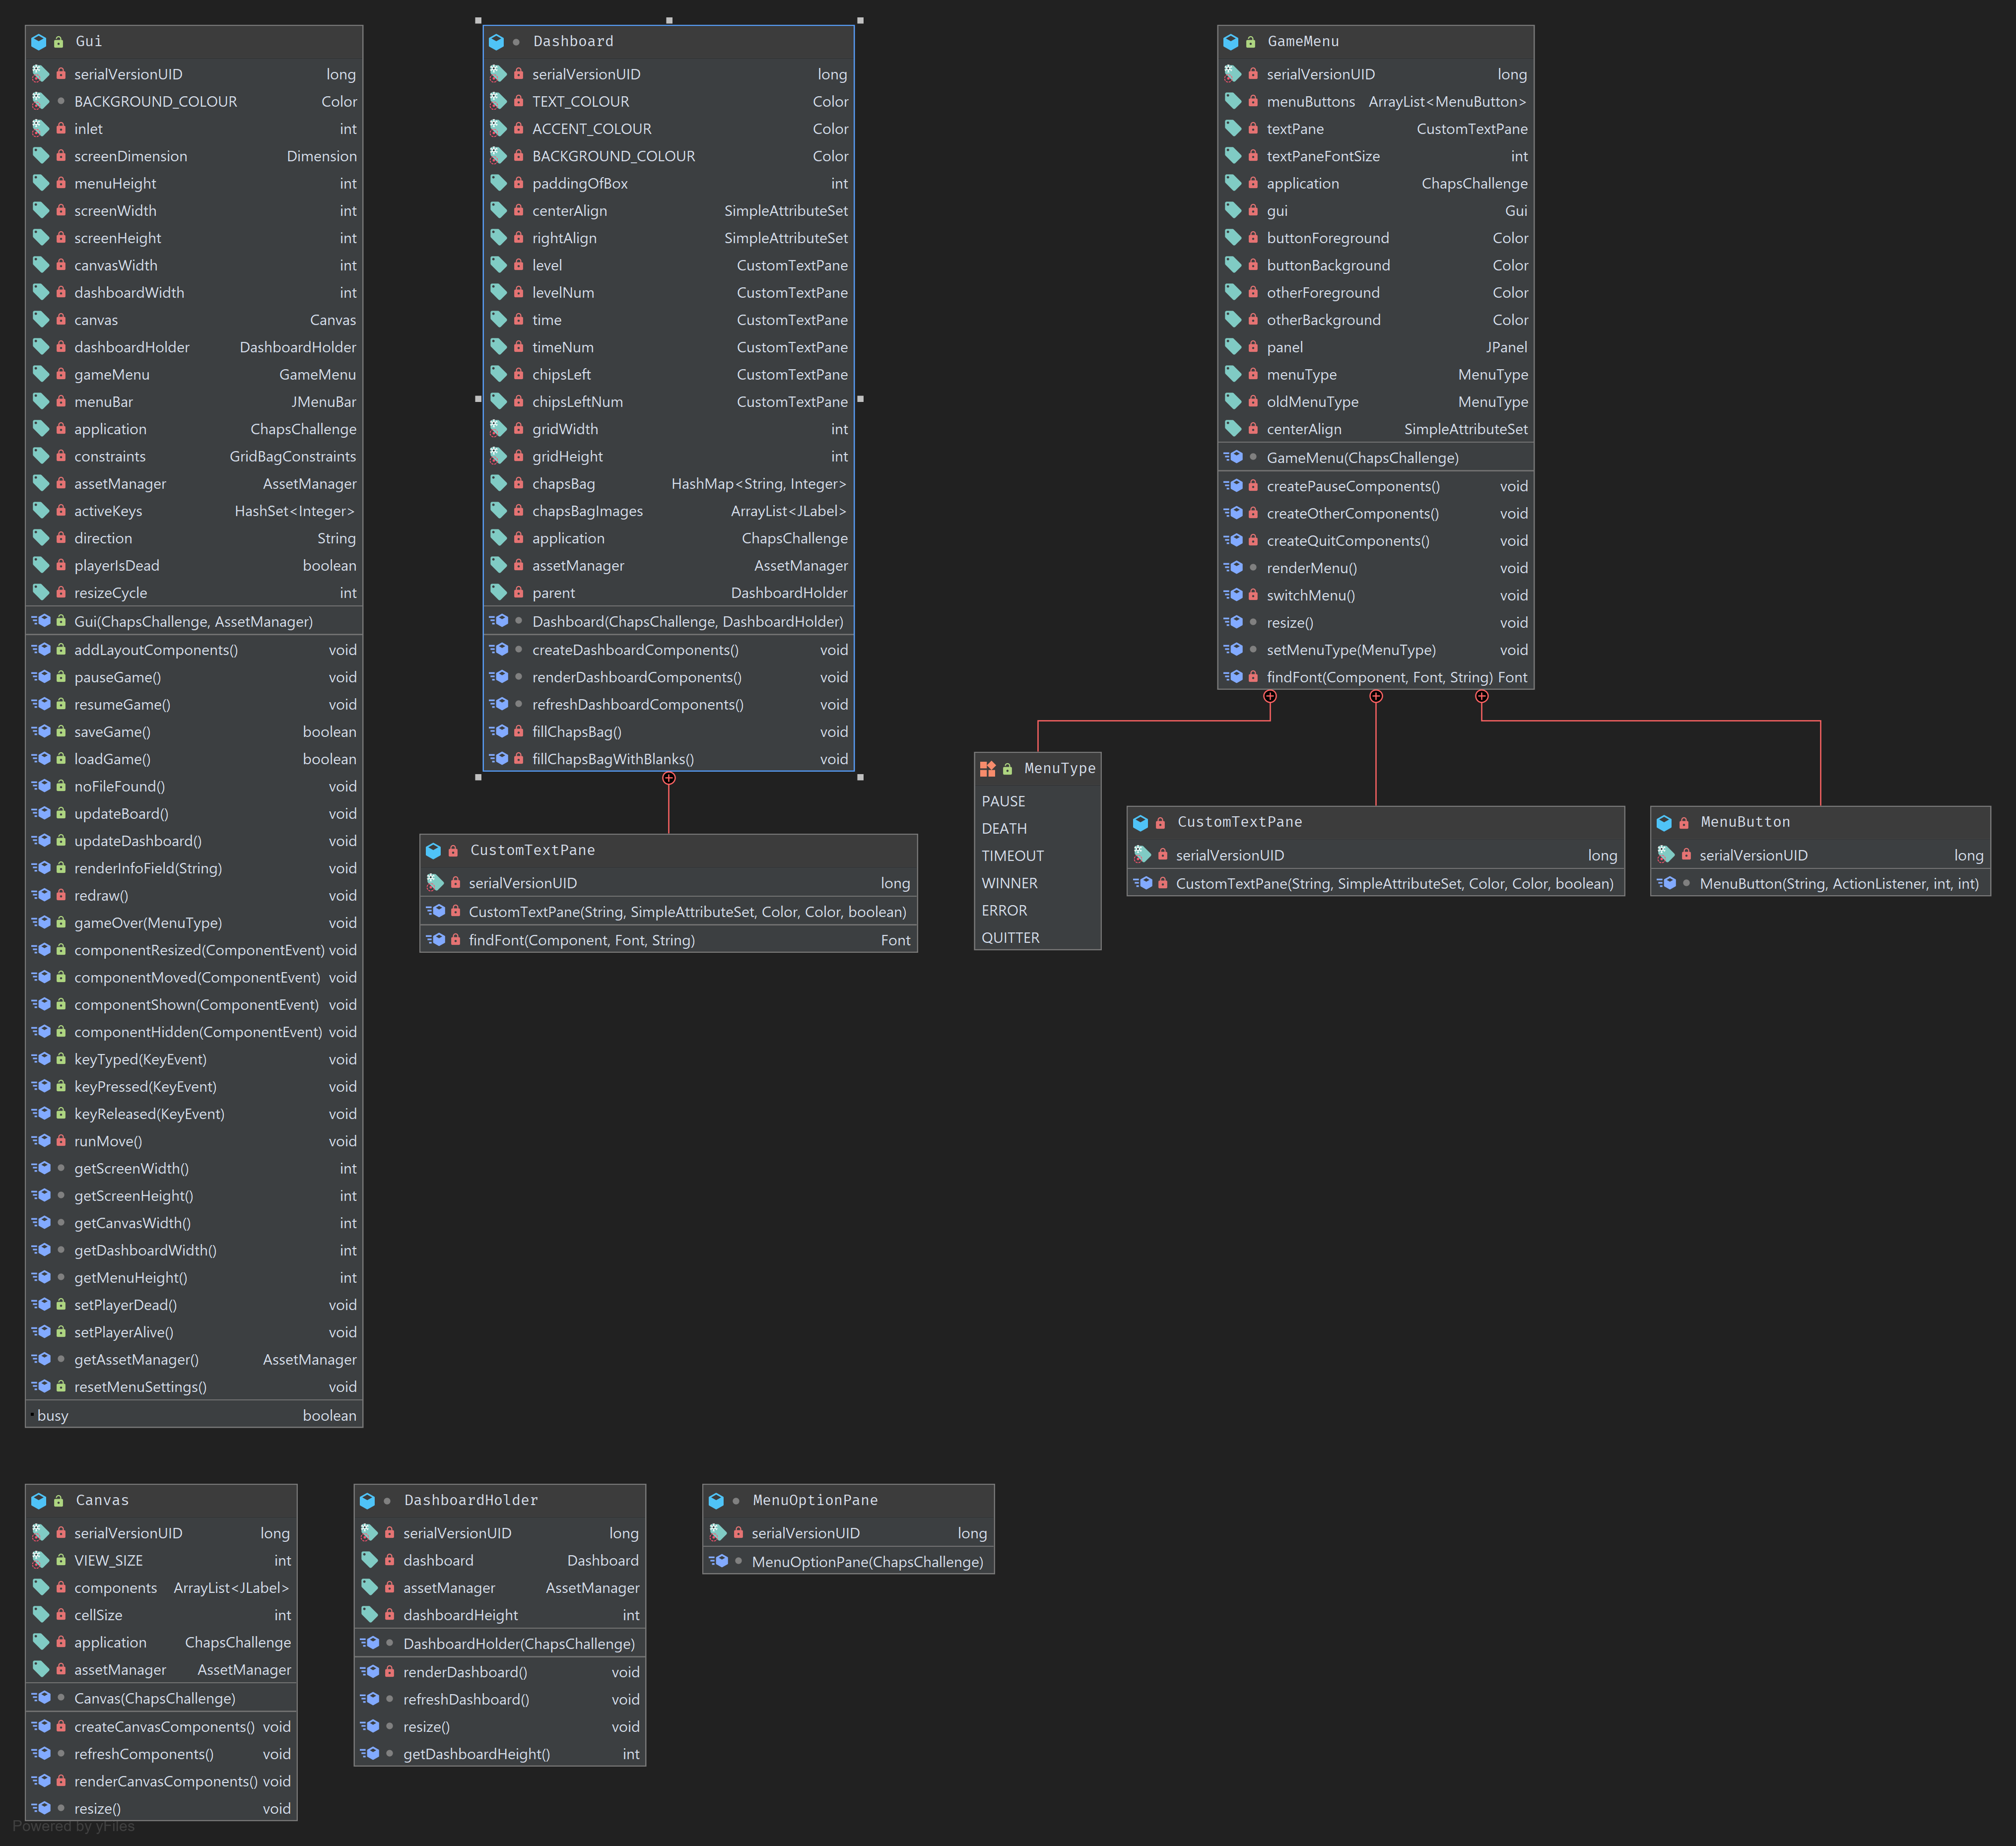 Gui
serialVersionUID long
BACKGROUND_COLOUR Color
inlet int
screenDimension Dimension
menuHeight int
screenWidth int
screenHeight int
canvasWidth int
dashboardWidth int
canvas Canvas
dashboardHolder DashboardHolder
gameMenu GameMenu
menuBar JMenuBar
application ChapsChallenge
constraints GridBagConstraints
assetManager AssetManager
activeKeys HashSet<Integer>
direction String
playerIsDead boolean
resizeCycle int
Gui(ChapsChallenge, AssetManager)
addLayoutComponents() void
pauseGame() void
resumeGame() void
saveGame() boolean
loadGame() boolean
noFileFound() void
updateBoard() void
updateDashboard() void
renderInfoField(String) void
redraw() void
gameOver(MenuType) void
componentResized(ComponentEvent) void
componentMoved(ComponentEvent) void
componentShown(ComponentEvent) void
componentHidden(ComponentEvent) void
keyTyped(KeyEvent) void
keyPressed(KeyEvent) void
keyReleased(KeyEvent) void
runMove() void
getScreenWidth() int
getScreenHeight() int
getCanvasWidth() int
getDashboardWidth() int
getMenuHeight() int
setPlayerDead() void
setPlayerAlive() void
getAssetManager() AssetManager
resetMenuSettings() void
busy boolean
Dashboard
serialVersionUID long
TEXT_COLOUR Color
ACCENT_COLOUR Color
BACKGROUND_COLOUR Color
paddingOfBox int
centerAlign SimpleAttributeSet
rightAlign SimpleAttributeSet
level CustomTextPane
levelNum CustomTextPane
time CustomTextPane
timeNum CustomTextPane
chipsLeft CustomTextPane
chipsLeftNum CustomTextPane
gridWidth int
gridHeight int
chapsBag HashMap<String, Integer>
chapsBagImages ArrayList<JLabel>
application ChapsChallenge
assetManager AssetManager
parent DashboardHolder
Dashboard(ChapsChallenge, DashboardHolder)
createDashboardComponents() void
renderDashboardComponents() void
refreshDashboardComponents() void
fillChapsBag() void
fillChapsBagWithBlanks() void
CustomTextPane
serialVersionUID long
CustomTextPane(String, SimpleAttributeSet, Color, Color, boolean)
findFont(Component, Font, String) Font
GameMenu
serialVersionUID long
menuButtons ArrayList<MenuButton>
textPane CustomTextPane
textPaneFontSize int
application ChapsChallenge
gui Gui
buttonForeground Color
buttonBackground Color
otherForeground Color
otherBackground Color
panel JPanel
menuType MenuType
oldMenuType MenuType
centerAlign SimpleAttributeSet
GameMenu(ChapsChallenge)
createPauseComponents() void
createOtherComponents() void
createQuitComponents() void
renderMenu() void
switchMenu() void
resize() void
setMenuType(MenuType) void
findFont(Component, Font, String) Font
MenuType
PAUSE
DEATH
TIMEOUT
WINNER
ERROR
QUITTER
CustomTextPane
serialVersionUID long
CustomTextPane(String, SimpleAttributeSet, Color, Color, boolean)
MenuButton
serialVersionUID long
MenuButton(String, ActionListener, int, int)
Canvas
serialVersionUID long
VIEW_SIZE int
components ArrayList<JLabel>
cellSize int
application ChapsChallenge
assetManager AssetManager
Canvas(ChapsChallenge)
createCanvasComponents() void
refreshComponents() void
renderCanvasComponents() void
resize() void
DashboardHolder
serialVersionUID long
dashboard Dashboard
assetManager AssetManager
dashboardHeight int
DashboardHolder(ChapsChallenge)
renderDashboard() void
refreshDashboard() void
resize() void
getDashboardHeight() int
MenuOptionPane
serialVersionUID long
MenuOptionPane(ChapsChallenge)
Powered by yFiles